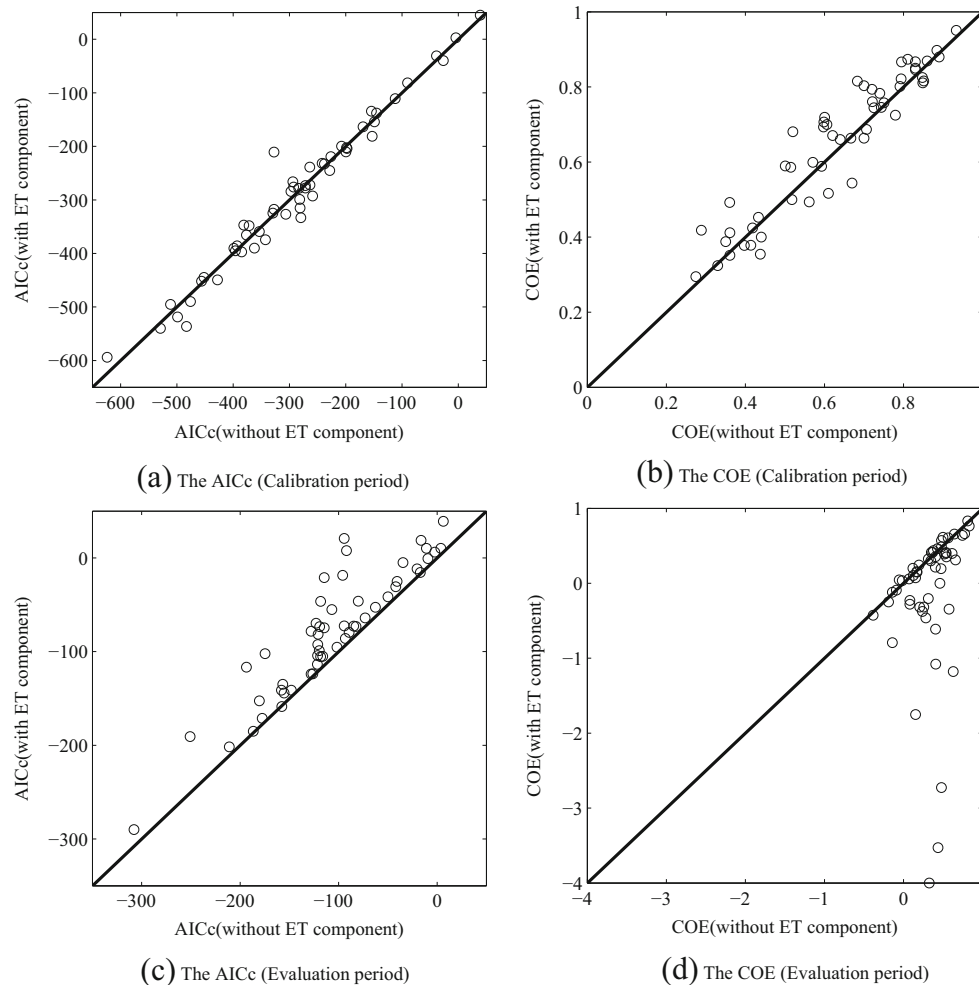 0
−100
−200
−300
−400
−500
−600
AICc(with ET component)
−600 −500 −400 −300 −200 −100 0
AICc(without ET component)
(a) The AICc (Calibration period)
1
0.8
0.6
0.4
0.2
0
COE(with ET component)
0 0.2 0.4 0.6 0.8
COE(without ET component)
(b) The COE (Calibration period)
0
−100
−200
−300
AICc(with ET component)
−300 −200 −100 0
AICc(without ET component)
(c) The AICc (Evaluation period)
1
0
−1
−2
−3
−4
COE(with ET component)
−4 −3 −2 −1 0
COE(without ET component)
(d) The COE (Evaluation period)